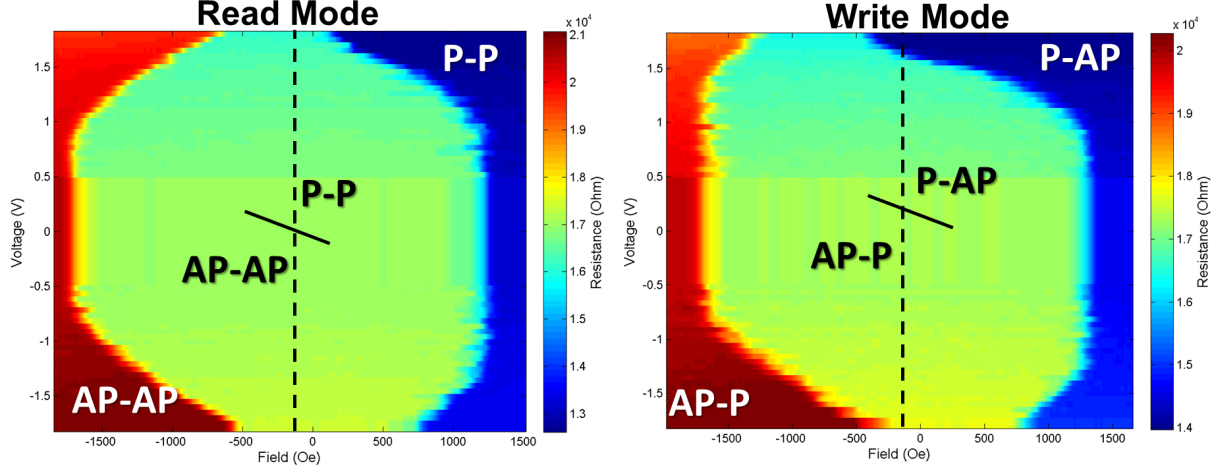 Read Mode
x 10⁴
P-P
P-P
AP-AP
AP-AP
1.5
1
0.5
0
-0.5
-1
-1.5
Voltage (V)
-1500
-1000
-500
0
500
1000
1500
Field (Oe)
2.1
2
1.9
1.8
1.7
1.6
1.5
1.4
1.3
Resistance (Ohm)
Write Mode
x 10⁴
P-AP
P-AP
AP-P
AP-P
1.5
1
0.5
0
-0.5
-1
-1.5
Voltage (V)
-1500
-1000
-500
0
500
1000
1500
Field (Oe)
2
1.9
1.8
1.7
1.6
1.5
1.4
Resistance (Ohm)